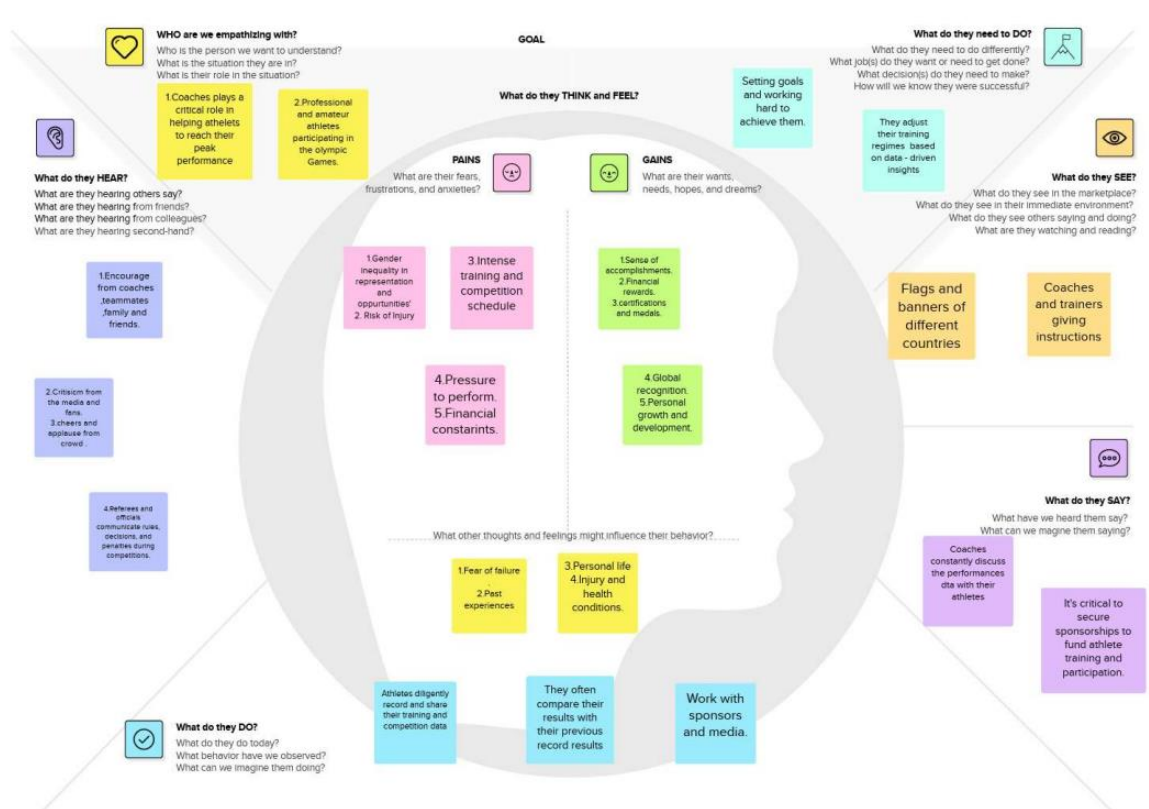 GOAL
WHO are we empathizing with?
Who is the person we want to understand?
What is the situation they are in?
What is their role in the situation?
1.Coaches plays a
critical role in
helping athelets
to reach their
peak
performance
2.Professional
and amateur
athletes
participating in
the olympic
Games.
What do they need to DO?
What do they need to do differently?
What job(s) do they want or need to get done?
What decision(s) do they need to make?
How will we know they were successful?
Setting goals
and working
hard to
achieve them.
They adjust
their training
regimes based
on data - driven
insights
What do they HEAR?
What are they hearing others say?
What are they hearing from friends?
What are they hearing from colleagues?
What are they hearing second-hand?
1.Encourage
from coaches
,teammates
,family and
friends.
2.Critisicm from
the media and
fans.
3.cheers and
applause from
crowd .
4.Referees and
officials
communicate rules,
decisions, and
penalties during
competitions.
What do they THINK and FEEL?
PAINS
What are their fears,
frustrations, and anxieties?
1.Gender
inequality in
representation
and
oppurtunities'
2. Risk of Injury
3.Intense
training and
competition
schedule
4.Pressure
to perform.
5.Financial
constarints.
GAINS
What are their wants,
needs, hopes, and dreams?
1.Sense of
accomplishments.
2.Financial
rewards.
3.certifications
and medals.
4.Global
recognition.
5.Personal
growth and
development.
What other thoughts and feelings might influence their behavior?
1.Fear of failure
.
2.Past
experiences
3.Personal life
4.Injury and
health
conditions.
What do they SEE?
What do they see in the marketplace?
What do they see in their immediate environment?
What do they see others saying and doing?
What are they watching and reading?
Flags and
banners of
different
countries
Coaches
and trainers
giving
instructions
What do they SAY?
What have we heard them say?
What can we magine them saying?
Coaches
constantly discuss
the performances
dta with their
athletes
It's critical to
secure
sponsorships to
fund athlete
training and
participation.
What do they DO?
What do they do today?
What behavior have we observed?
What can we imagine them doing?
Athletes diligently
record and share
their training and
competition data
They often
compare their
results with
their previous
record results
Work with
sponsors
and media.